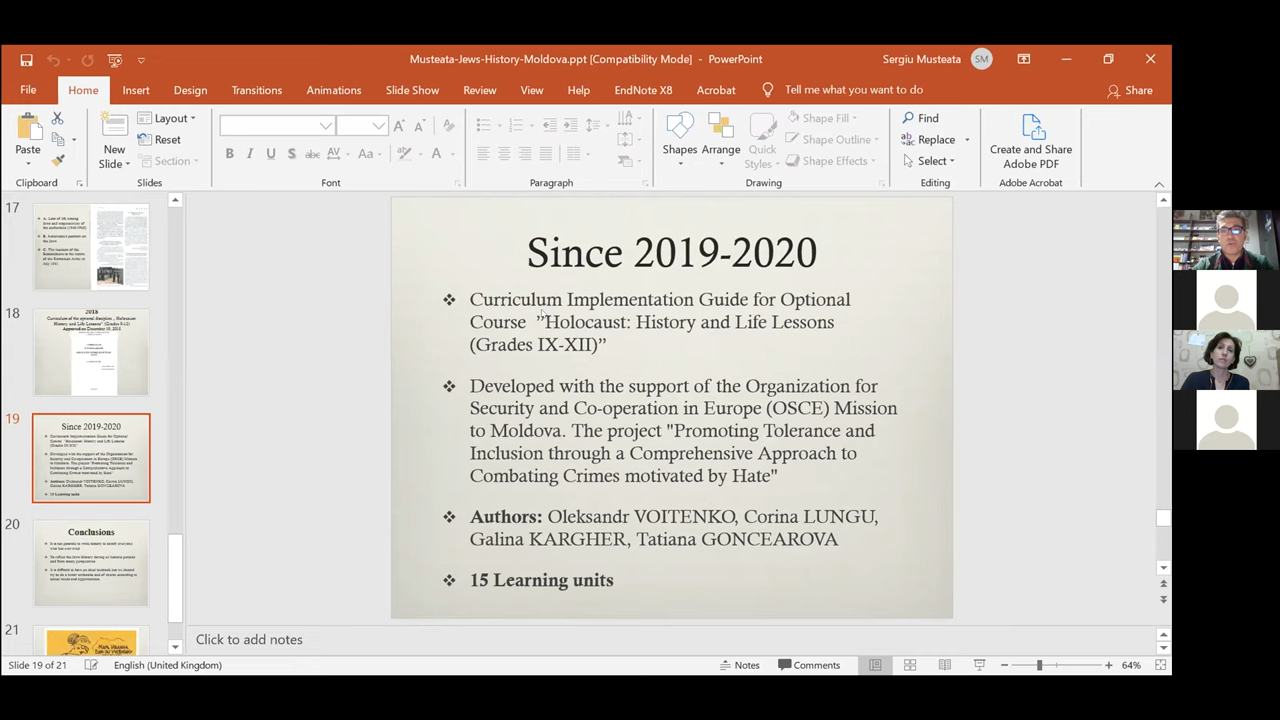 Musteata-Jews-History-Moldova.ppt [Compatibility Mode] - PowerPoint
Sergiu Musteata
SM
File
Home
Insert
Design
Transitions
Animations
Slide Show
Review
View
Help
EndNote X8
Acrobat
Tell me what you want to do
Share
Paste
New
Slide
Layout
Reset
Section
B
I
U
S
abc
AV
Aa
A
Shapes
Arrange
Quick
Styles
Shape Fill
Shape Outline
Shape Effects
Find
Replace
Select
Create and Share
Adobe PDF
Clipboard
Slides
Font
Paragraph
Drawing
Editing
Adobe Acrobat
17
18
2018
19
Since 2019-2020
15 Learning units
20
Conclusions
21
Since 2019-2020
Curriculum Implementation Guide for Optional
Course ”Holocaust: History and Life Lessons
(Grades IX-XII)”
Developed with the support of the Organization for
Security and Co-operation in Europe (OSCE) Mission
to Moldova. The project "Promoting Tolerance and
Inclusion through a Comprehensive Approach to
Combating Crimes motivated by Hate"
Authors: Oleksandr VOITENKO, Corina LUNGU,
Galina KARGHER, Tatiana GONCEAROVA
15 Learning units
Click to add notes
Slide 19 of 21
English (United Kingdom)
Notes
Comments
64%